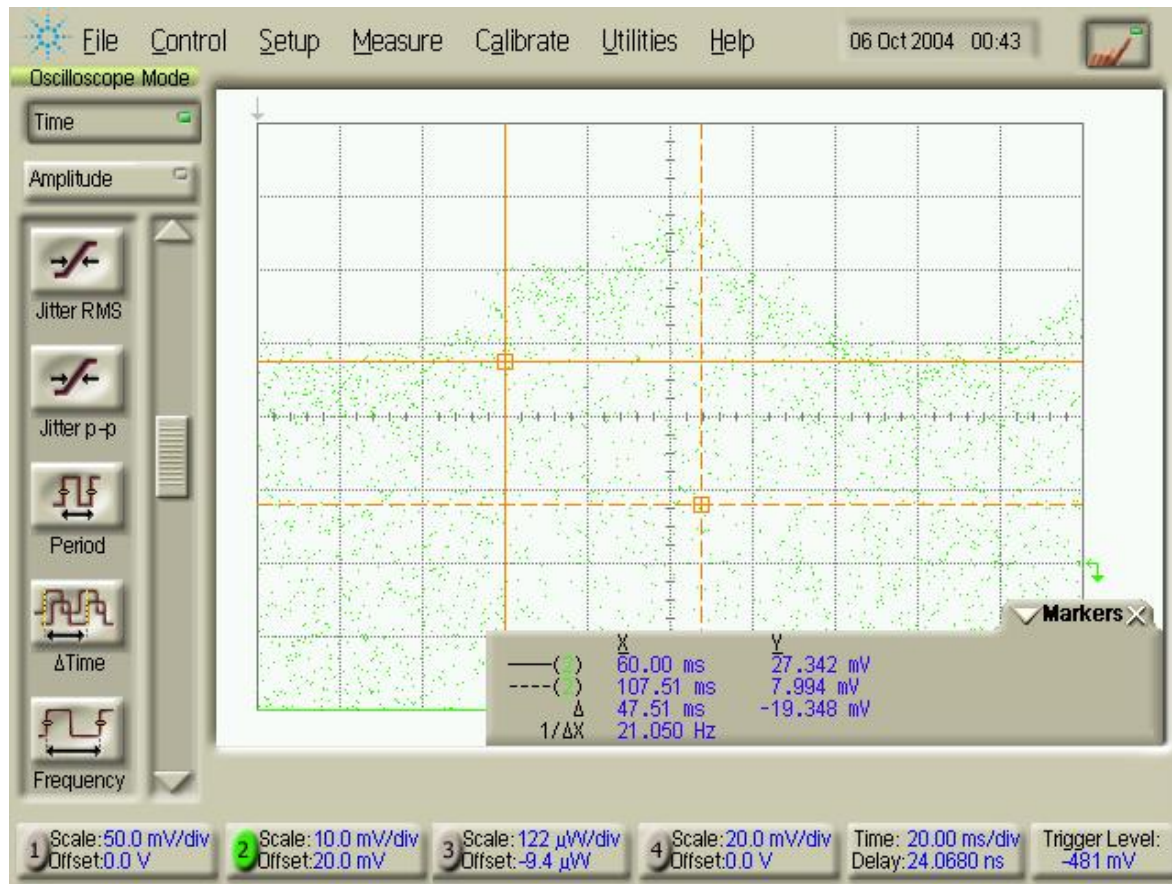 File Control Setup Measure Calibrate Utilities Help 06 Oct 2004 00:43
Oscilloscope Mode
Time
Amplitude
Jitter RMS
Jitter p-p
Period
ΔTime
Frequency
Markers
X Y
(2) 60.00 ms 27.342 mV
(2) 107.51 ms 7.994 mV
Δ 47.51 ms -19.348 mV
1/ΔX 21.050 Hz
1 Scale:50.0 mV/div
Offset:0.0 V
2 Scale:10.0 mV/div
Offset:20.0 mV
3 Scale:122 μW/div
Offset:-9.4 μW
4 Scale:20.0 mV/div
Offset:0.0 V
Time: 20.00 ms/div
Delay:24.0680 ns
Trigger Level:
-481 mV